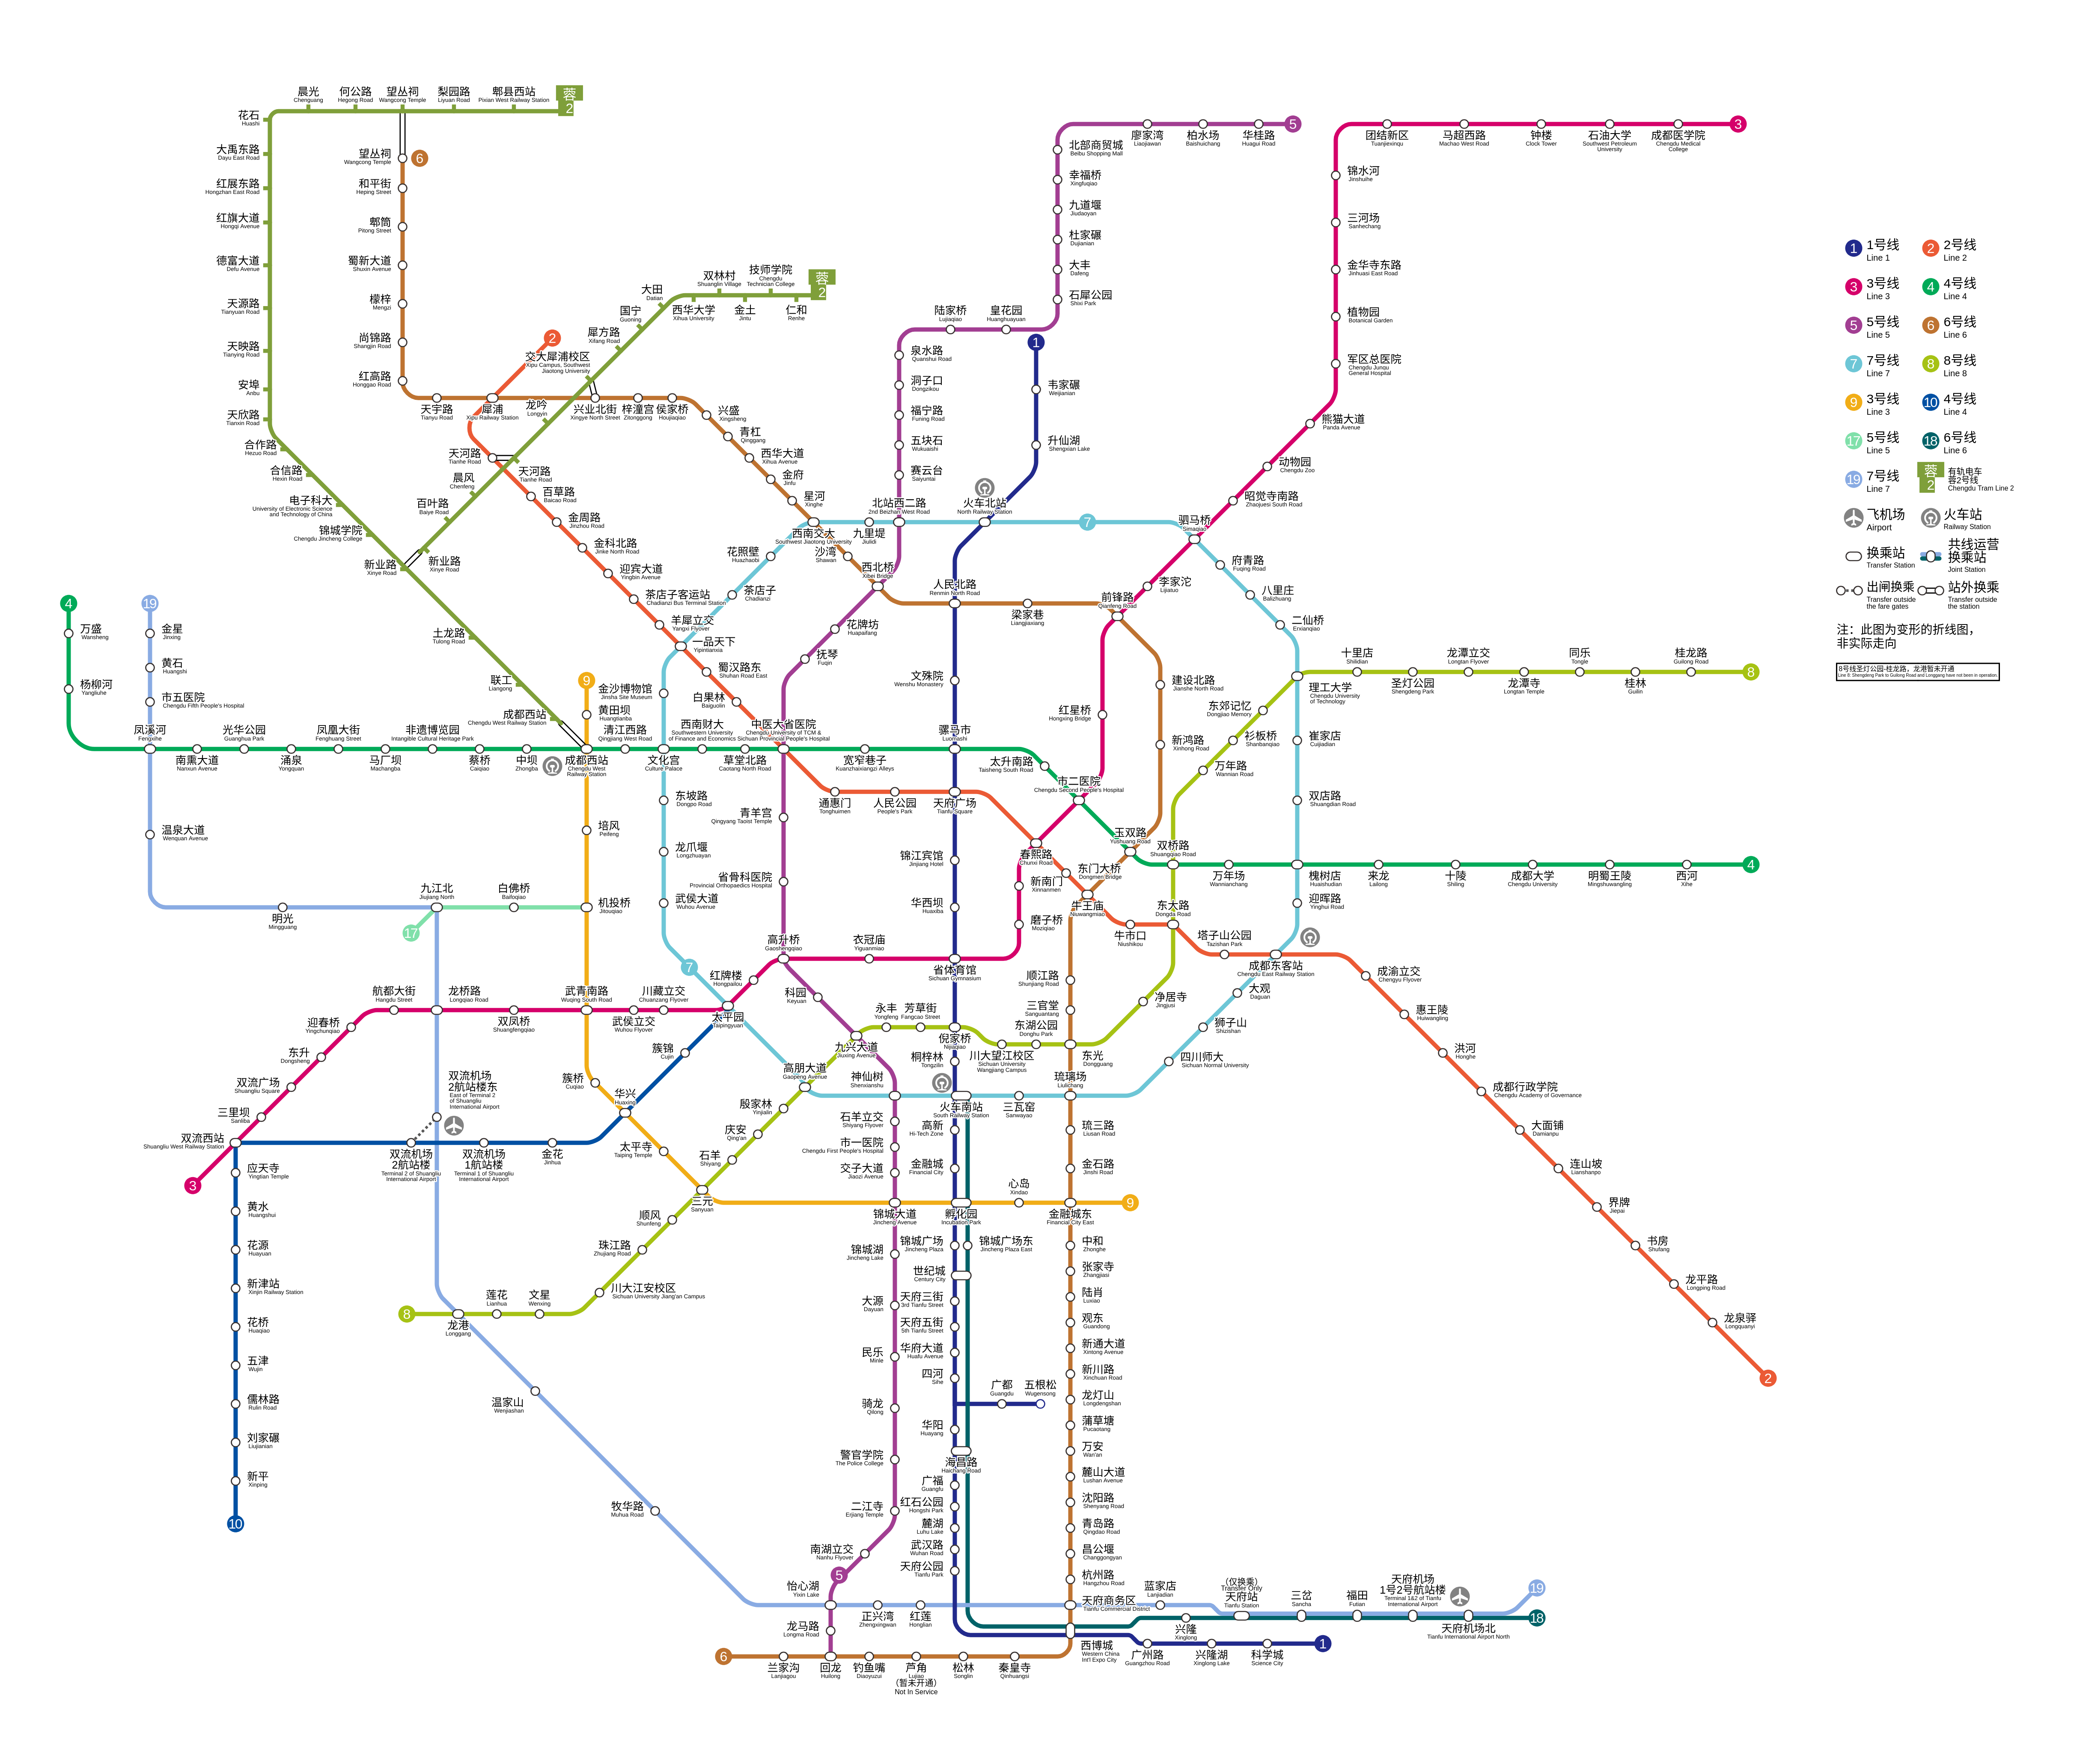 晨光
Chenguang
何公路
Hegong Road
望丛祠
Wangcong Temple
梨园路
Liyuan Road
郫县西站
Pixian West Railway Station
蓉
2
花石
Huashi
大禹东路
Dayu East Road
红展东路
Hongzhan East Road
红旗大道
Hongqi Avenue
德富大道
Defu Avenue
天源路
Tianyuan Road
天映路
Tianying Road
安埠
Anbu
天欣路
Tianxin Road
合作路
Hezuo Road
合信路
Hexin Road
电子科大
University of Electronic Science
and Technology of China
锦城学院
Chengdu Jincheng College
新业路
Xinye Road
土龙路
Tulong Road
联工
Liangong
成都西站
Chengdu West Railway Station
望丛祠
Wangcong Temple
6
和平街
Heping Street
郫筒
Pitong Street
蜀新大道
Shuxin Avenue
檬梓
Mengzi
尚锦路
Shangjin Road
红高路
Honggao Road
天宇路
Tianyu Road
犀浦
Xipu Railway Station
2
交大犀浦校区
Xipu Campus, Southwest
Jiaotong University
龙吟
Longyin
兴业北街
Xingye North Street
梓潼宫
Zitonggong
侯家桥
Houjiaqiao
兴盛
Xingsheng
青杠
Qinggang
西华大道
Xihua Avenue
金府
Jinfu
星河
Xinghe
西南交大
Southwest Jiaotong University
沙湾
Shawan
西北桥
Xibei Bridge
犀方路
Xifang Road
国宁
Guoning
大田
Datian
西华大学
Xihua University
双林村
Shuanglin Village
金土
Jintu
技师学院
Chengdu
Technician College
仁和
Renhe
蓉
2
天河路
Tianhe Road
天河路
Tianhe Road
晨风
Chenfeng
百叶路
Baiye Road
新业路
Xinye Road
百草路
Baicao Road
金周路
Jinzhou Road
金科北路
Jinke North Road
迎宾大道
Yingbin Avenue
茶店子客运站
Chadianzi Bus Terminal Station
羊犀立交
Yangxi Flyover
一品天下
Yipintianxia
蜀汉路东
Shuhan Road East
白果林
Baiguolin
花照壁
Huazhaobi
茶店子
Chadianzi
九里堤
Jiulidi
北站西二路
2nd Beizhan West Road
火车北站
North Railway Station
7
驷马桥
Simaqiao
府青路
Fuqing Road
八里庄
Balizhuang
二仙桥
Erxianqiao
廖家湾
Liaojiawan
柏水场
Baishuichang
华桂路
Huagui Road
5
北部商贸城
Beibu Shopping Mall
幸福桥
Xingfuqiao
九道堰
Jiudaoyan
杜家碾
Dujianian
大丰
Dafeng
石犀公园
Shixi Park
陆家桥
Lujiaqiao
皇花园
Huanghuayuan
泉水路
Quanshui Road
洞子口
Dongzikou
福宁路
Funing Road
五块石
Wukuaishi
赛云台
Saiyuntai
1
韦家碾
Weijianian
升仙湖
Shengxian Lake
团结新区
Tuanjiexinqu
马超西路
Machao West Road
钟楼
Clock Tower
石油大学
Southwest Petroleum
University
成都医学院
Chengdu Medical
College
3
锦水河
Jinshuihe
三河场
Sanhechang
金华寺东路
Jinhuasi East Road
植物园
Botanical Garden
军区总医院
Chengdu Junqu
General Hospital
熊猫大道
Panda Avenue
动物园
Chengdu Zoo
昭觉寺南路
Zhaojuesi South Road
李家沱
Lijiatuo
前锋路
Qianfeng Road
人民北路
Renmin North Road
梁家巷
Liangjiaxiang
花牌坊
Huapaifang
抚琴
Fuqin
文殊院
Wenshu Monastery
建设北路
Jianshe North Road
新鸿路
Xinhong Road
红星桥
Hongxing Bridge
4
万盛
Wansheng
杨柳河
Yangliuhe
19
金星
Jinxing
黄石
Huangshi
市五医院
Chengdu Fifth People's Hospital
凤溪河
Fengxihe
南熏大道
Nanxun Avenue
光华公园
Guanghua Park
涌泉
Yongquan
凤凰大街
Fenghuang Street
马厂坝
Machangba
非遗博览园
Intangible Cultural Heritage Park
蔡桥
Caiqiao
中坝
Zhongba
成都西站
Chengdu West
Railway Station
9
金沙博物馆
Jinsha Site Museum
黄田坝
Huangtianba
清江西路
Qingjiang West Road
文化宫
Culture Palace
西南财大
Southwestern University
of Finance and Economics
草堂北路
Caotang North Road
中医大省医院
Chengdu University of TCM &
Sichuan Provincial People's Hospital
宽窄巷子
Kuanzhaixiangzi Alleys
骡马市
Luomashi
太升南路
Taisheng South Road
市二医院
Chengdu Second People's Hospital
玉双路
Yushuang Road
双桥路
Shuangqiao Road
万年场
Wannianchang
槐树店
Huaishudian
来龙
Lailong
十陵
Shiling
成都大学
Chengdu University
明蜀王陵
Mingshuwangling
西河
Xihe
4
十里店
Shilidian
圣灯公园
Shengdeng Park
龙潭立交
Longtan Flyover
龙潭寺
Longtan Temple
同乐
Tongle
桂林
Guilin
桂龙路
Guilong Road
8
理工大学
Chengdu University
of Technology
东郊记忆
Dongjiao Memory
衫板桥
Shanbanqiao
万年路
Wannian Road
崔家店
Cuijiadian
双店路
Shuangdian Road
迎晖路
Yinghui Road
通惠门
Tonghuimen
人民公园
People's Park
天府广场
Tianfu Square
春熙路
Chunxi Road
东门大桥
Dongmen Bridge
牛王庙
Niuwangmiao
牛市口
Niushikou
东大路
Dongda Road
塔子山公园
Tazishan Park
成都东客站
Chengdu East Railway Station
成渝立交
Chengyu Flyover
惠王陵
Huiwangling
洪河
Honghe
成都行政学院
Chengdu Academy of Governance
大面铺
Damianpu
连山坡
Lianshanpo
界牌
Jiepai
书房
Shufang
龙平路
Longping Road
龙泉驿
Longquanyi
2
东坡路
Dongpo Road
龙爪堰
Longzhuayan
武侯大道
Wuhou Avenue
7
青羊宫
Qingyang Taoist Temple
省骨科医院
Provincial Orthopaedics Hospital
高升桥
Gaoshengqiao
锦江宾馆
Jinjiang Hotel
华西坝
Huaxiba
省体育馆
Sichuan Gymnasium
新南门
Xinnanmen
磨子桥
Moziqiao
衣冠庙
Yiguanmiao
红牌楼
Hongpailou
太平园
Taipingyuan
温泉大道
Wenquan Avenue
明光
Mingguang
九江北
Jiujiang North
17
白佛桥
Baifoqiao
机投桥
Jitouqiao
培风
Peifeng
航都大街
Hangdu Street
龙桥路
Longqiao Road
双凤桥
Shuangfengqiao
武青南路
Wuqing South Road
武侯立交
Wuhou Flyover
川藏立交
Chuanzang Flyover
迎春桥
Yingchunqiao
东升
Dongsheng
双流广场
Shuangliu Square
三里坝
Sanliba
双流西站
Shuangliu West Railway Station
3
应天寺
Yingtian Temple
黄水
Huangshui
花源
Huayuan
新津站
Xinjin Railway Station
花桥
Huaqiao
五津
Wujin
儒林路
Rulin Road
刘家碾
Liujianian
新平
Xinping
10
双流机场
2航站楼东
East of Terminal 2
of Shuangliu
International Airport
双流机场
2航站楼
Terminal 2 of Shuangliu
International Airport
双流机场
1航站楼
Terminal 1 of Shuangliu
International Airport
金花
Jinhua
华兴
Huaxing
簇锦
Cujin
簇桥
Cuqiao
太平寺
Taiping Temple
三元
Sanyuan
科园
Keyuan
九兴大道
Jiuxing Avenue
神仙树
Shenxianshu
高朋大道
Gaopeng Avenue
殷家林
Yinjialin
庆安
Qing'an
石羊
Shiyang
顺风
Shunfeng
珠江路
Zhujiang Road
川大江安校区
Sichuan University Jiang'an Campus
文星
Wenxing
莲花
Lianhua
8
龙港
Longgang
温家山
Wenjiashan
牧华路
Muhua Road
永丰
Yongfeng
芳草街
Fangcao Street
倪家桥
Nijiaqiao
桐梓林
Tongzilin
川大望江校区
Sichuan University
Wangjiang Campus
东湖公园
Donghu Park
东光
Dongguang
顺江路
Shunjiang Road
三官堂
Sanguantang
净居寺
Jingjusi
大观
Daguan
狮子山
Shizishan
四川师大
Sichuan Normal University
琉璃场
Liulichang
三瓦窑
Sanwayao
火车南站
South Railway Station
石羊立交
Shiyang Flyover
市一医院
Chengdu First People's Hospital
交子大道
Jiaozi Avenue
锦城大道
Jincheng Avenue
锦城湖
Jincheng Lake
大源
Dayuan
民乐
Minle
骑龙
Qilong
警官学院
The Police College
二江寺
Erjiang Temple
南湖立交
Nanhu Flyover
5
高新
Hi-Tech Zone
金融城
Financial City
孵化园
Incubation Park
心岛
Xindao
金融城东
Financial City East
9
锦城广场
Jincheng Plaza
锦城广场东
Jincheng Plaza East
世纪城
Century City
天府三街
3rd Tianfu Street
天府五街
5th Tianfu Street
华府大道
Huafu Avenue
四河
Sihe
广都
Guangdu
五根松
Wugensong
华阳
Huayang
海昌路
Haichang Road
广福
Guangfu
红石公园
Hongshi Park
麓湖
Luhu Lake
武汉路
Wuhan Road
天府公园
Tianfu Park
琉三路
Liusan Road
金石路
Jinshi Road
中和
Zhonghe
张家寺
Zhangjiasi
陆肖
Luxiao
观东
Guandong
新通大道
Xintong Avenue
新川路
Xinchuan Road
龙灯山
Longdengshan
蒲草塘
Pucaotang
万安
Wan'an
麓山大道
Lushan Avenue
沈阳路
Shenyang Road
青岛路
Qingdao Road
昌公堰
Changgongyan
杭州路
Hangzhou Road
天府商务区
Tianfu Commercial District
西博城
Western China
Int'l Expo City
怡心湖
Yixin Lake
正兴湾
Zhengxingwan
红莲
Honglian
龙马路
Longma Road
6
兰家沟
Lanjiagou
回龙
Huilong
钓鱼嘴
Diaoyuzui
芦角
Lujiao
（暂未开通）
Not In Service
松林
Songlin
秦皇寺
Qinhuangsi
蓝家店
Lanjiadian
（仅换乘）
Transfer Only
天府站
Tianfu Station
三岔
Sancha
福田
Futian
天府机场
1号2号航站楼
Terminal 1&2 of Tianfu
International Airport
19
18
天府机场北
Tianfu International Airport North
兴隆
Xinglong
广州路
Guangzhou Road
兴隆湖
Xinglong Lake
科学城
Science City
1
1
1号线
Line 1
2
2号线
Line 2
3
3号线
Line 3
4
4号线
Line 4
5
5号线
Line 5
6
6号线
Line 6
7
7号线
Line 7
8
8号线
Line 8
9
3号线
Line 3
10
4号线
Line 4
17
5号线
Line 5
18
6号线
Line 6
19
7号线
Line 7
蓉
2
有轨电车
蓉2号线
Chengdu Tram Line 2
飞机场
Airport
火车站
Railway Station
换乘站
Transfer Station
共线运营
换乘站
Joint Station
出闸换乘
Transfer outside
the fare gates
站外换乘
Transfer outside
the station
注：此图为变形的折线图，
非实际走向
8号线圣灯公园-桂龙路，龙港暂未开通
Line 8: Shengdeng Park to Guilong Road and Longgang have not been in operation.